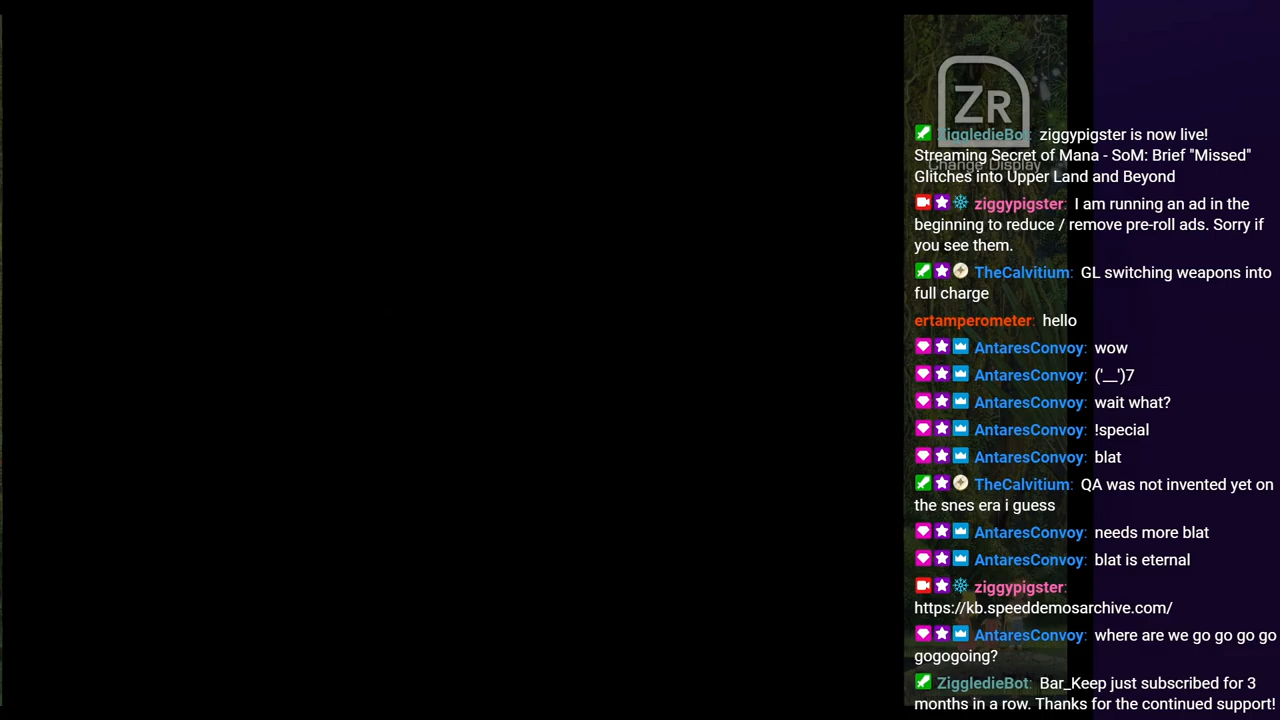 ZR
Change Display
ZiggledieBot: ziggypigster is now live!
Streaming Secret of Mana - SoM: Brief "Missed"
Glitches into Upper Land and Beyond
ziggypigster: I am running an ad in the
beginning to reduce / remove pre-roll ads. Sorry if
you see them.
TheCalvitium: GL switching weapons into
full charge
ertamperometer: hello
AntaresConvoy: wow
AntaresConvoy: ('__')7
AntaresConvoy: wait what?
AntaresConvoy: !special
AntaresConvoy: blat
TheCalvitium: QA was not invented yet on
the snes era i guess
AntaresConvoy: needs more blat
AntaresConvoy: blat is eternal
ziggypigster:
https://kb.speeddemosarchive.com/
AntaresConvoy: where are we go go go go
gogogoing?
ZiggledieBot: Bar_Keep just subscribed for 3
months in a row. Thanks for the continued support!